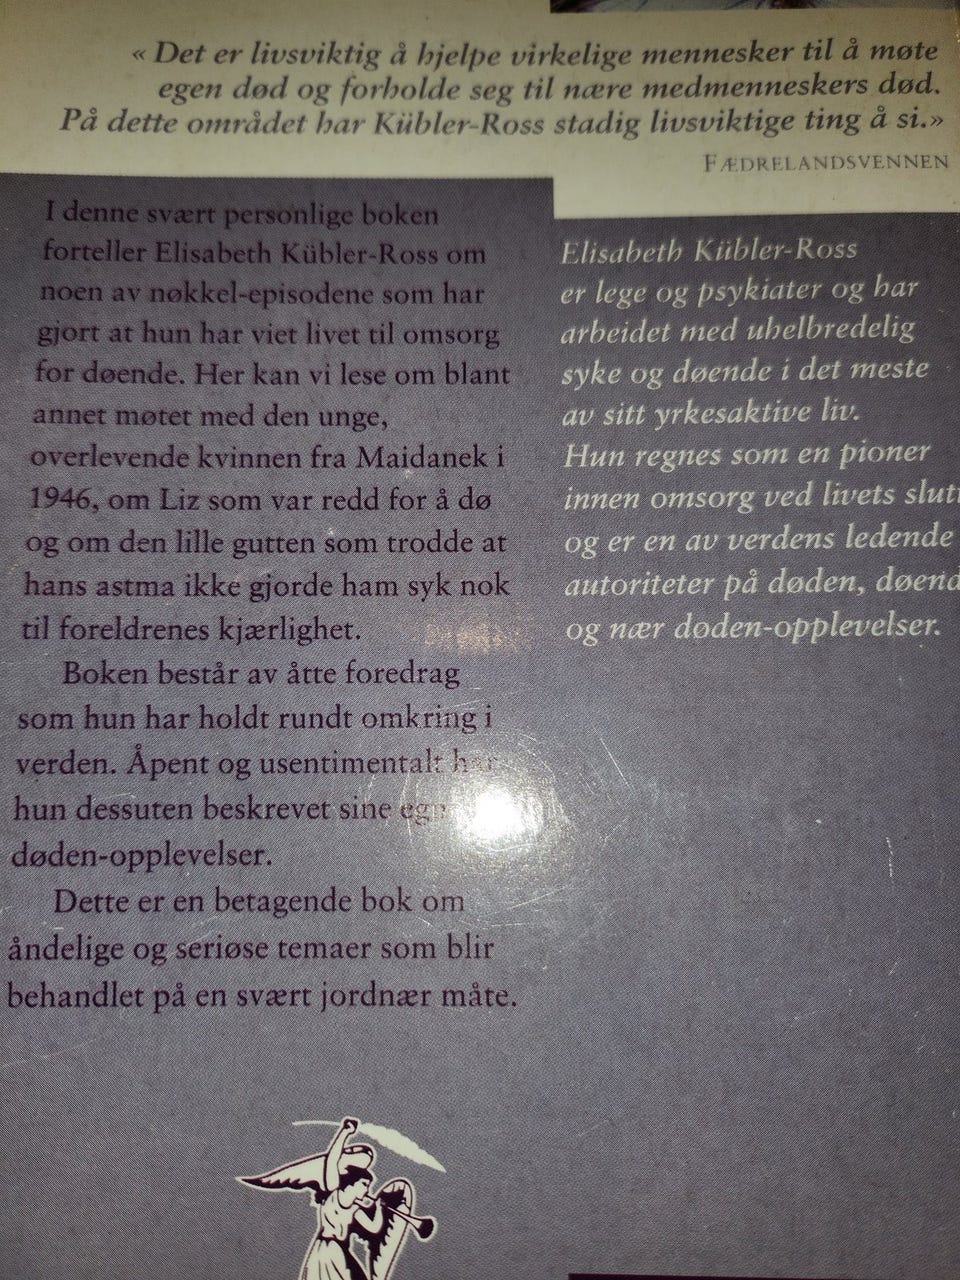 « Det er livsviktig å hjelpe virkelige mennesker til å møte
egen død og forholde seg til nære medmenneskers død.
På dette området har Kübler-Ross stadig livsviktige ting å si.»
FÆDRELANDSVENNEN
I denne svært personlige boken
forteller Elisabeth Kübler-Ross om
noen av nøkkel-episodene som har
gjort at hun har viet livet til omsorg
for døende. Her kan vi lese om blant
annet møtet med den unge,
overlevende kvinnen fra Maidanek i
1946, om Liz som var redd for å dø
og om den lille gutten som trodde at
hans astma ikke gjorde ham syk nok
til foreldrenes kjærlighet.
Boken består av åtte foredrag
som hun har holdt rundt omkring i
verden. Åpent og usentimentalt har
hun dessuten beskrevet sine
døden-opplevelser.
Dette er en betagende bok om
åndelige og seriøse temaer som blir
behandlet på en svært jordnær måte.
Elisabeth Kübler-Ross
er lege og psykiater og har
arbeidet med uhelbredelig
syke og døende i det meste
av sitt yrkesaktive liv.
Hun regnes som en pioner
innen omsorg ved livets slutt
og er en av verdens ledende
autoriteter på døden, døend
og nær døden-opplevelser.